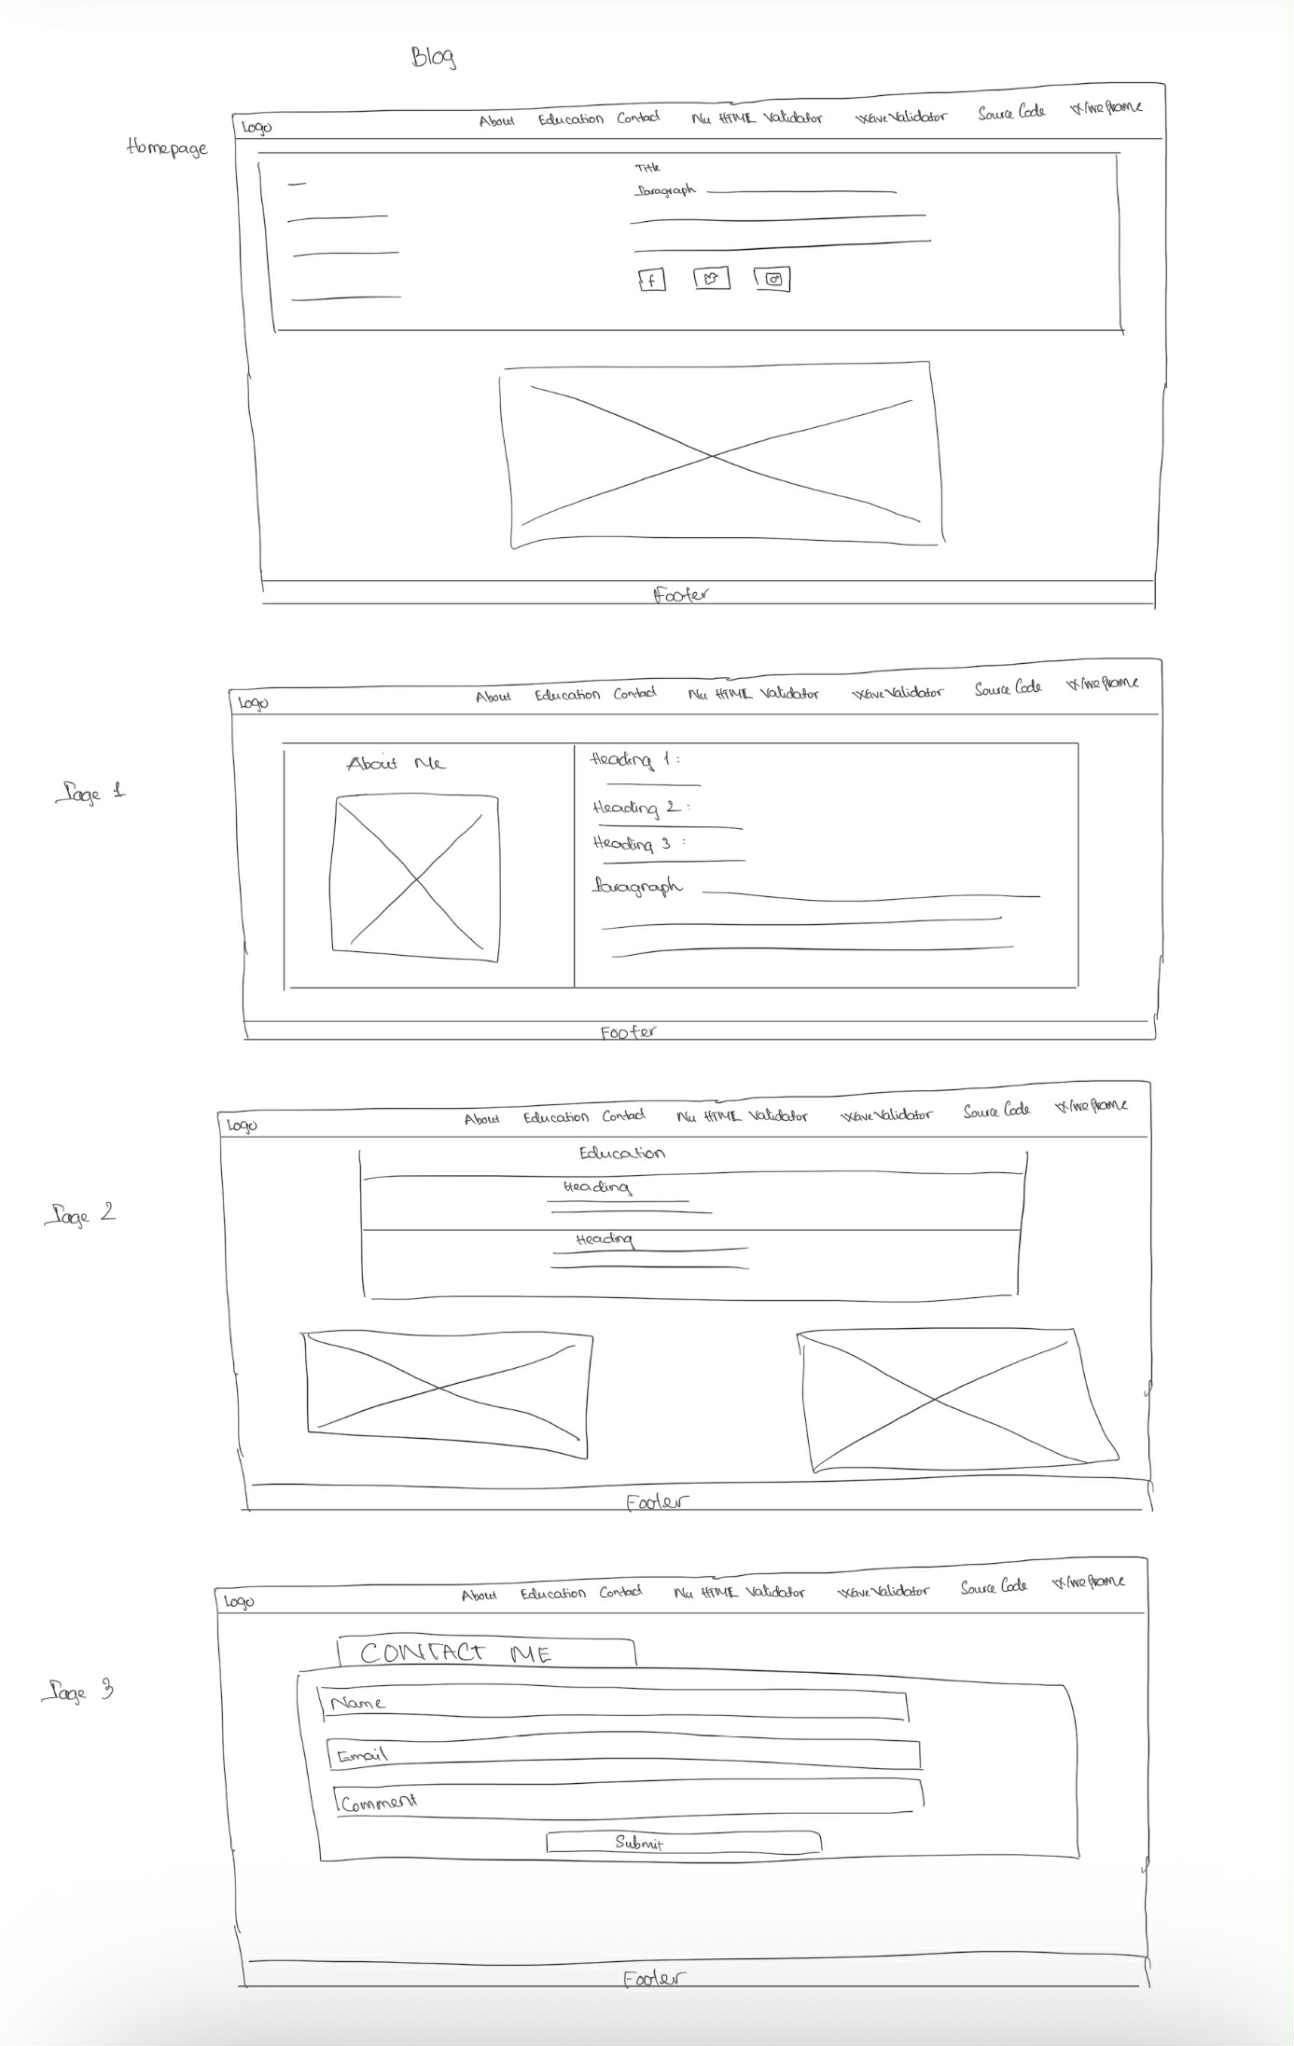 Blog
Homepage
Logo About Education Contact Nu HTML Validator Wave Validator Source Code Wireframe
Title
Paragraph
f
Footer
Page 1
Logo About Education Contact Nu HTML Validator Wave Validator Source Code Wireframe
About Me
Heading 1:
Heading 2:
Heading 3:
Paragraph
Footer
Page 2
Logo About Education Contact Nu HTML Validator Wave Validator Source Code Wireframe
Education
Heading
Heading
Footer
Page 3
Logo About Education Contact Nu HTML Validator Wave Validator Source Code Wireframe
CONTACT ME
Name
Email
Comment
Submit
Footer